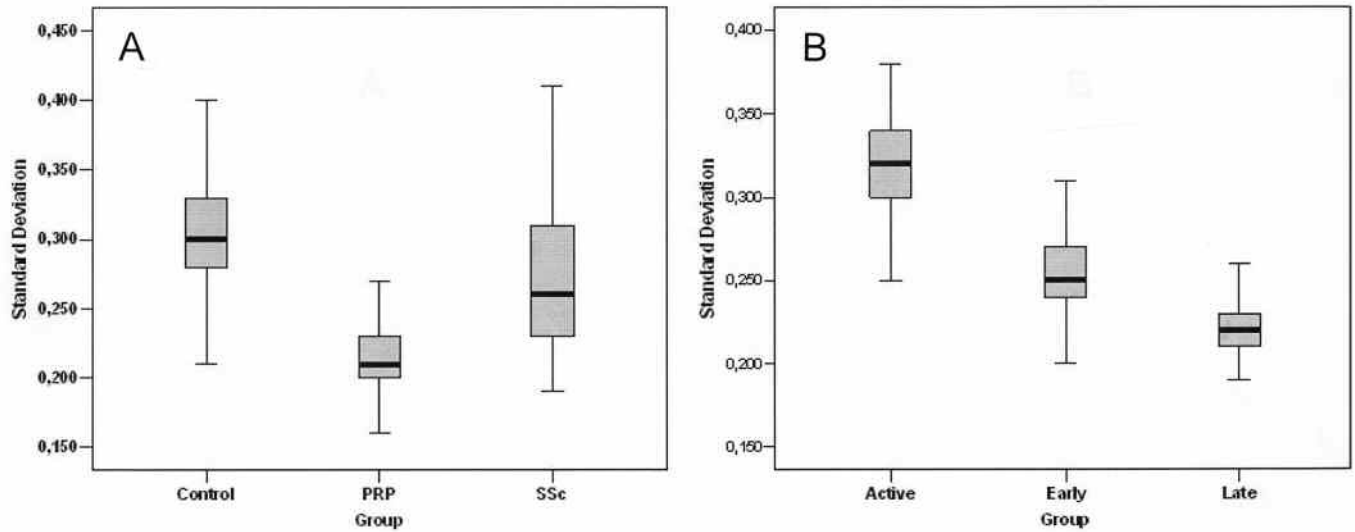 A
0,450
0,400
0,350
0,300
0,250
0,200
0,150
Standard Deviation
Control PRP SSc
Group
B
0,400
0,350
0,300
0,250
0,200
0,150
Standard Deviation
Active Early Late
Group